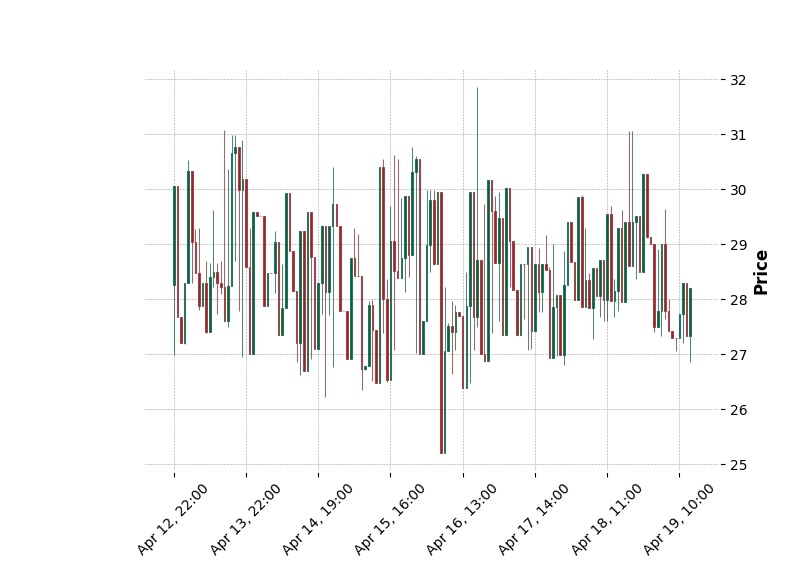 32
31
30
29
28
27
26
25
Price
Apr 12, 22:00
Apr 13, 22:00
Apr 14, 19:00
Apr 15, 16:00
Apr 16, 13:00
Apr 17, 14:00
Apr 18, 11:00
Apr 19, 10:00